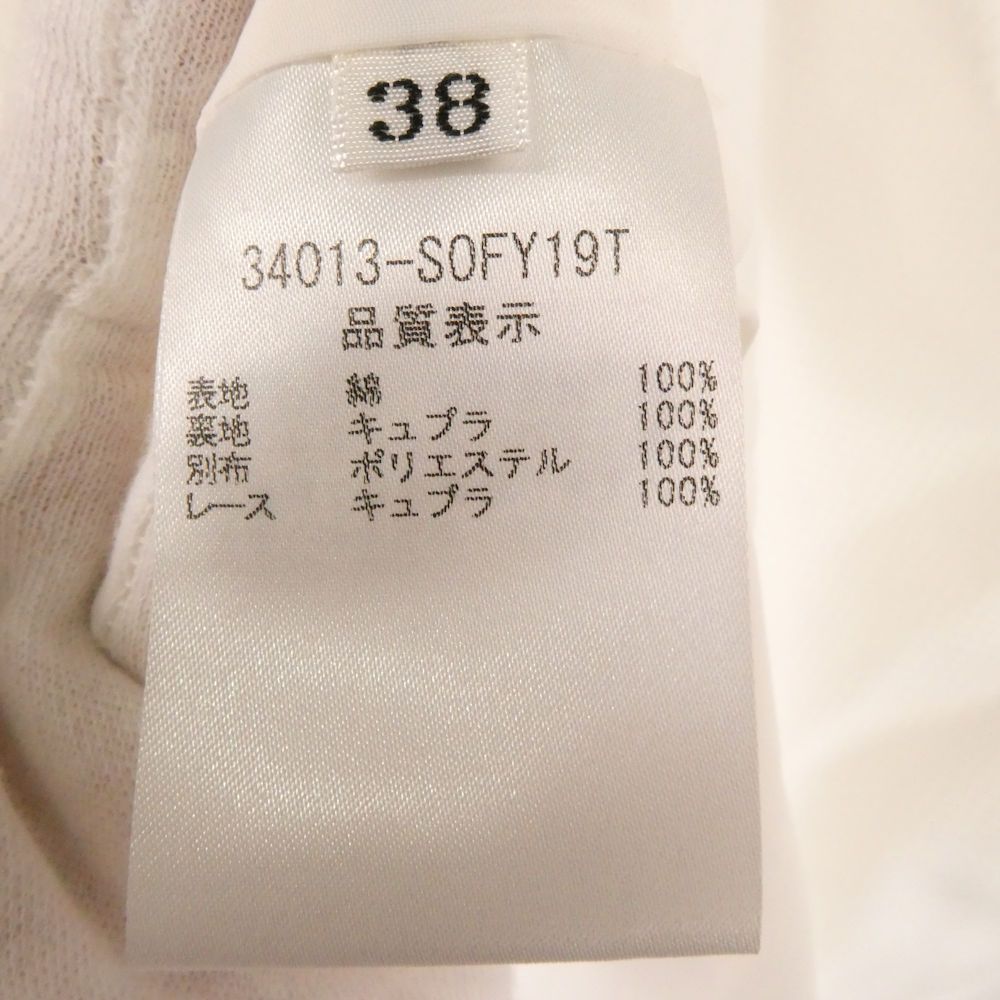 38
34013-SOFY19T
品質表示
表地 綿 100%
裏地 キュプラ 100%
別布 ポリエステル 100%
レース キュプラ 100%